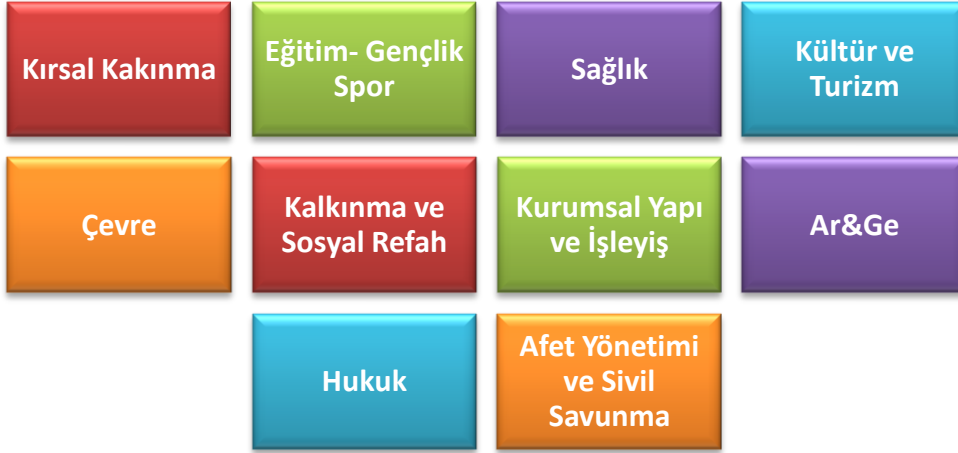 Kırsal Kakınma
Eğitim- Gençlik
Spor
Sağlık
Kültür ve
Turizm
Çevre
Kalkınma ve
Sosyal Refah
Kurumsal Yapı
ve İşleyiş
Ar&Ge
Hukuk
Afet Yönetimi
ve Sivil
Savunma